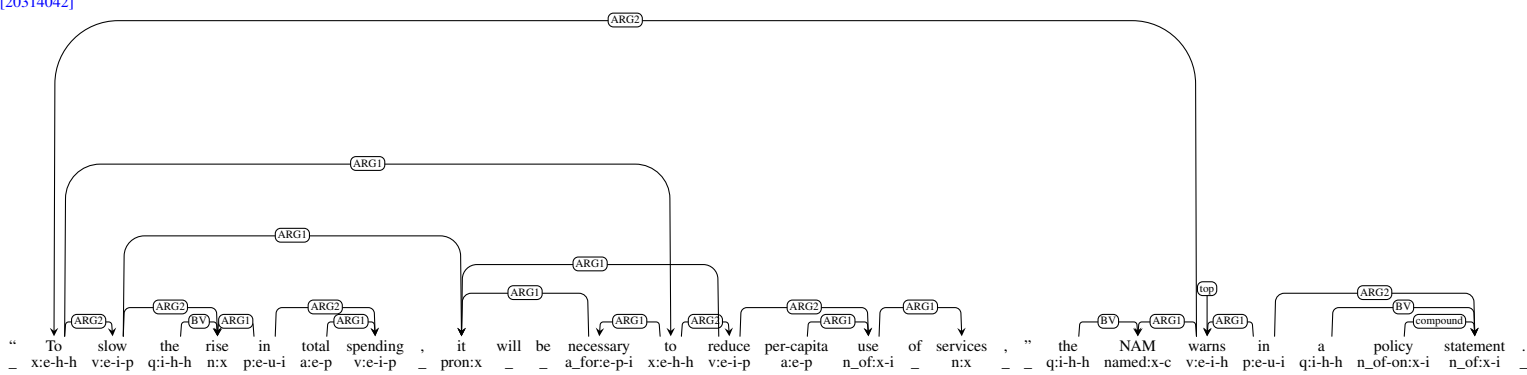 [20314042]
ARG2
ARG1
ARG1
ARG1
ARG1 top
ARG2 ARG2 ARG2 ARG1 ARG2 BV
ARG2 BV ARG1 ARG1 ARG1 ARG2 ARG1 BV ARG1 ARG1 compound
“ To slow the rise in total spending , it will be necessary to reduce per-capita use of services , ” the NAM warns in a policy statement .
_ x:e-h-h v:e-i-p q:i-h-h n:x p:e-u-i a:e-p v:e-i-p _ pron:x _ _ a_for:e-p-i x:e-h-h v:e-i-p a:e-p n_of:x-i _ n:x _ _ q:i-h-h named:x-c v:e-i-h p:e-u-i q:i-h-h n_of-on:x-i n_of:x-i _